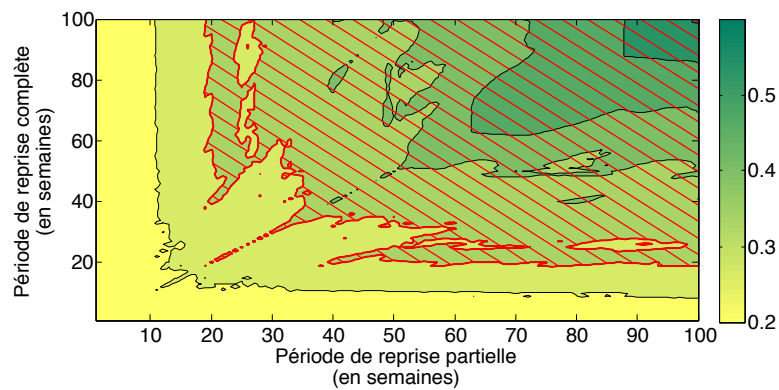 100
80
60
40
20
Période de reprise complète
(en semaines)
10 20 30 40 50 60 70 80 90 100
Période de reprise partielle
(en semaines)
0.5
0.4
0.3
0.2